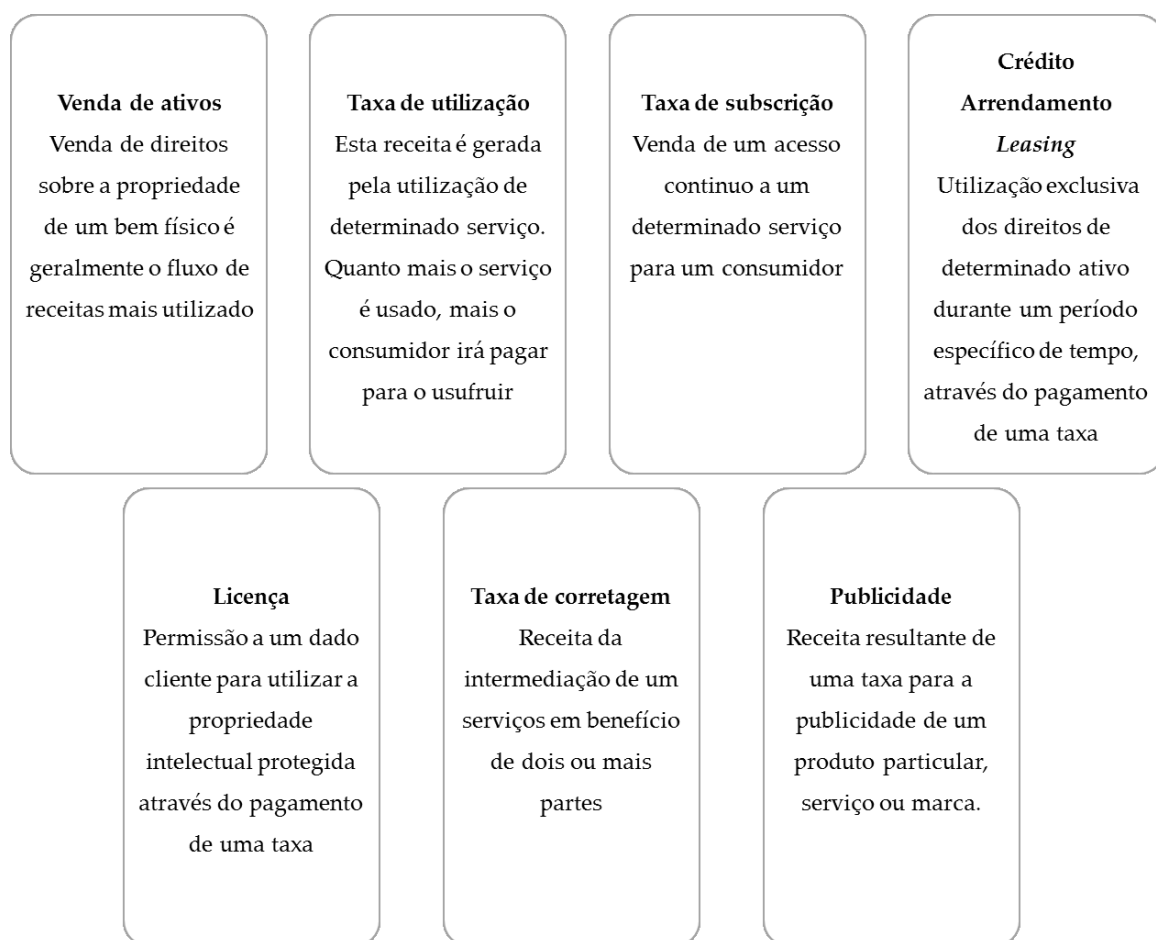 Venda de ativos
Venda de direitos
sobre a propriedade
de um bem físico é
geralmente o fluxo de
receitas mais utilizado
Taxa de utilização
Esta receita é gerada
pela utilização de
determinado serviço.
Quanto mais o serviço
é usado, mais o
consumidor irá pagar
para o usufruir
Taxa de subscrição
Venda de um acesso
continuo a um
determinado serviço
para um consumidor
Crédito
Arrendamento
Leasing
Utilização exclusiva
dos direitos de
determinado ativo
durante um período
específico de tempo,
através do pagamento
de uma taxa
Licença
Permissão a um dado
cliente para utilizar a
propriedade
intelectual protegida
através do pagamento
de uma taxa
Taxa de corretagem
Receita da
intermediação de um
serviços em benefício
de dois ou mais
partes
Publicidade
Receita resultante de
uma taxa para a
publicidade de um
produto particular,
serviço ou marca.